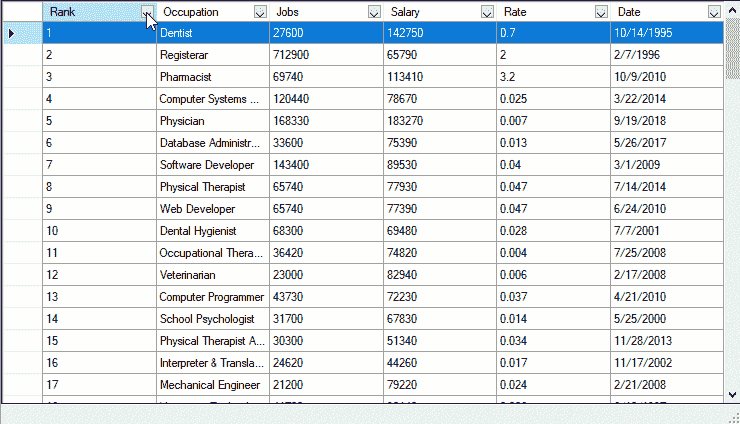 Rank Occupation Jobs Salary Rate Date
1 Dentist 27600 142750 0.7 10/14/1995
2 Registerar 712900 65790 2 2/7/1996
3 Pharmacist 69740 113410 3.2 10/9/2010
4 Computer Systems ... 120440 78670 0.025 3/22/2014
5 Physician 168330 183270 0.007 9/19/2018
6 Database Administr... 33600 75390 0.013 5/26/2017
7 Software Developer 143400 89530 0.04 3/1/2009
8 Physical Therapist 65740 77930 0.047 7/14/2014
9 Web Developer 65740 77390 0.047 6/24/2010
10 Dental Hygienist 68300 69480 0.028 7/7/2001
11 Occupational Thera... 36420 74820 0.004 7/25/2008
12 Veterinarian 23000 82940 0.006 2/17/2008
13 Computer Programmer 43730 72230 0.037 4/21/2010
14 School Psychologist 31700 67830 0.014 5/25/2000
15 Physical Therapist A... 30300 51340 0.034 11/28/2013
16 Interpreter & Transla... 24620 44260 0.017 11/17/2002
17 Mechanical Engineer 21200 79220 0.024 2/21/2008